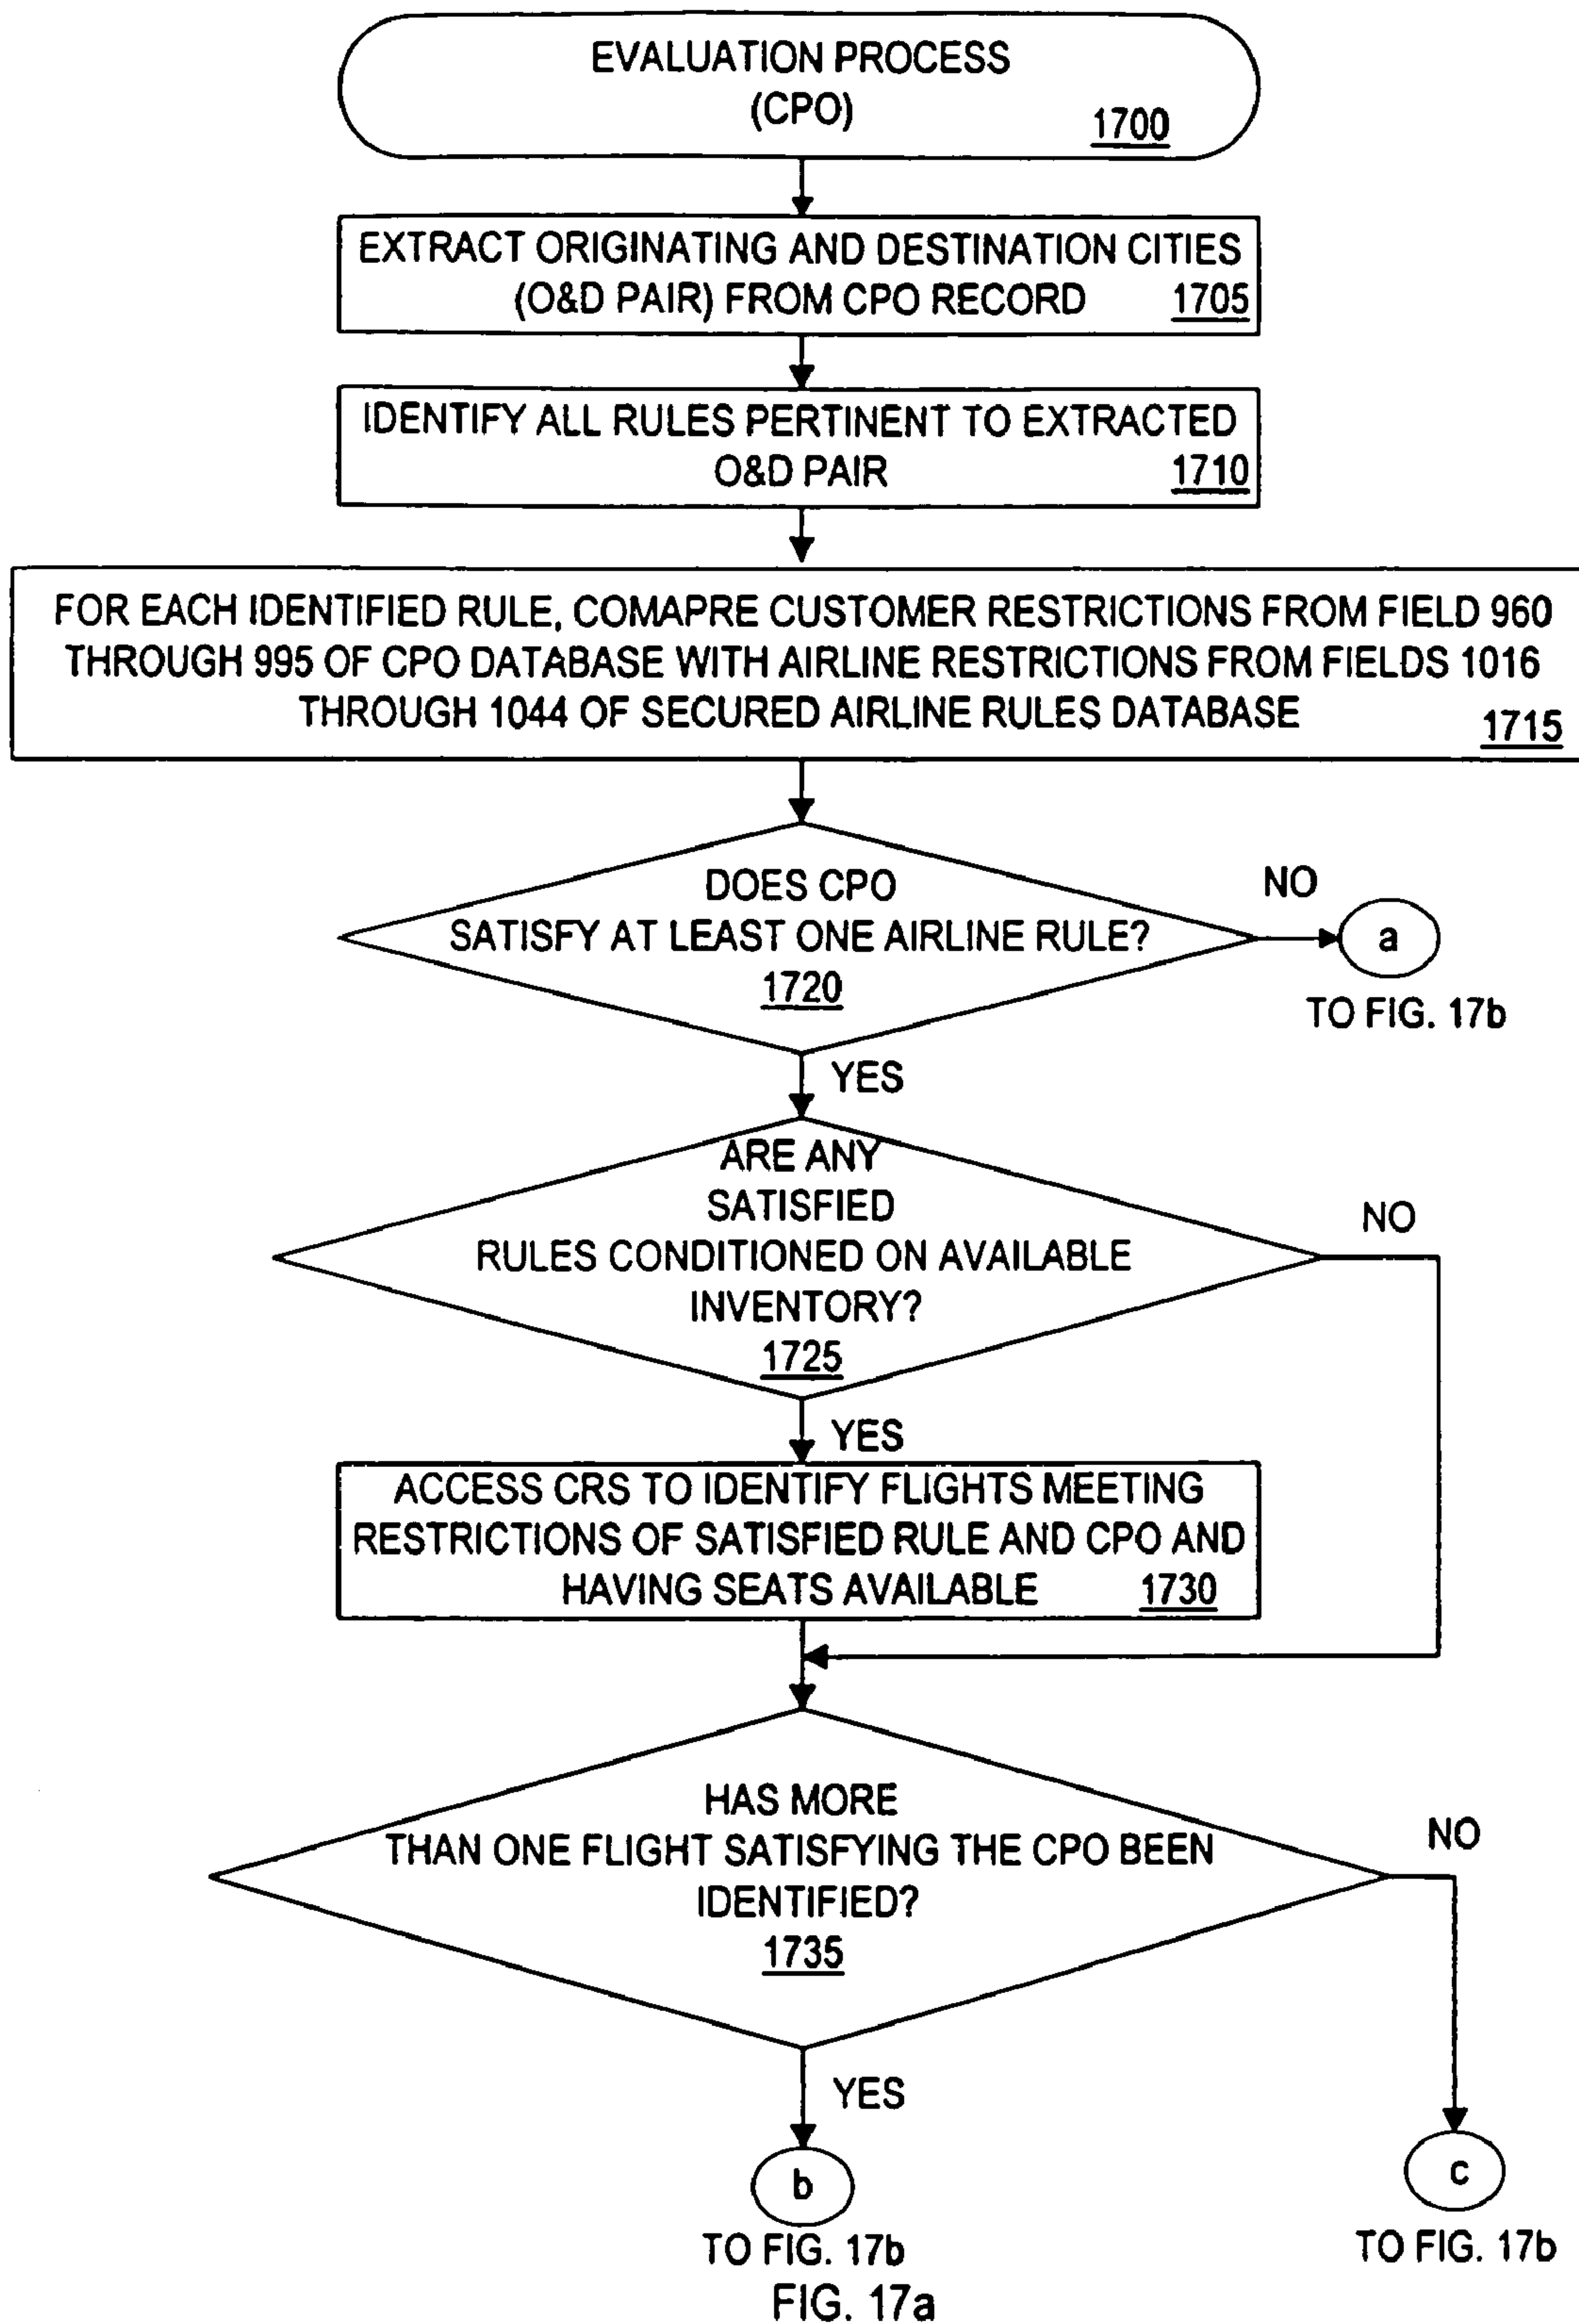 EVALUATION PROCESS
(CPO)
1700
EXTRACT ORIGINATING AND DESTINATION CITIES
(O&D PAIR) FROM CPO RECORD 1705
IDENTIFY ALL RULES PERTINENT TO EXTRACTED
O&D PAIR 1710
FOR EACH IDENTIFIED RULE, COMAPRE CUSTOMER RESTRICTIONS FROM FIELD 960
THROUGH 995 OF CPO DATABASE WITH AIRLINE RESTRICTIONS FROM FIELDS 1016
THROUGH 1044 OF SECURED AIRLINE RULES DATABASE 1715
DOES CPO
SATISFY AT LEAST ONE AIRLINE RULE?
1720
NO
a
TO FIG. 17b
YES
ARE ANY
SATISFIED
RULES CONDITIONED ON AVAILABLE
INVENTORY?
1725
NO
YES
ACCESS CRS TO IDENTIFY FLIGHTS MEETING
RESTRICTIONS OF SATISFIED RULE AND CPO AND
HAVING SEATS AVAILABLE 1730
HAS MORE
THAN ONE FLIGHT SATISFYING THE CPO BEEN
IDENTIFIED?
1735
NO
YES
b
TO FIG. 17b
c
TO FIG. 17b
FIG. 17a